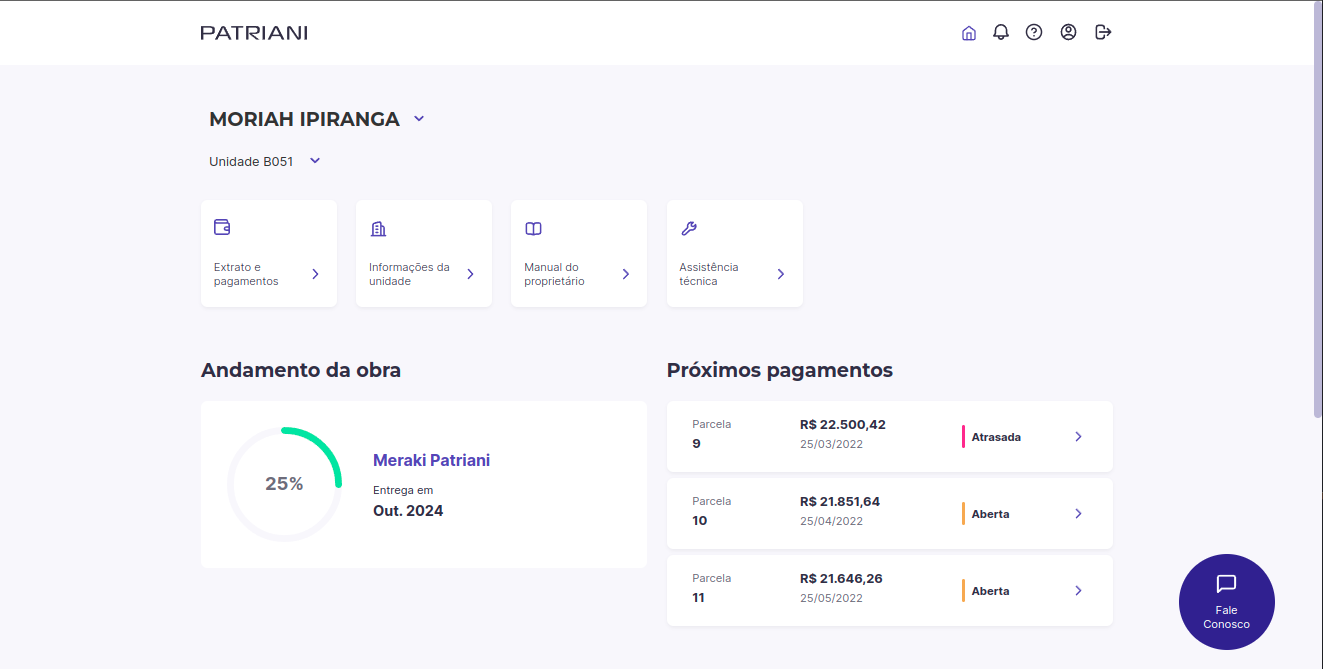 PATRIANI
MORIAH IPIRANGA
Unidade B051
Extrato e
pagamentos
Informações da
unidade
Manual do
proprietário
Assistência
técnica
Andamento da obra
25%
Meraki Patriani
Entrega em
Out. 2024
Próximos pagamentos
Parcela
9
R$ 22.500,42
25/03/2022
Atrasada
Parcela
10
R$ 21.851,64
25/04/2022
Aberta
Parcela
11
R$ 21.646,26
25/05/2022
Aberta
Fale
Conosco